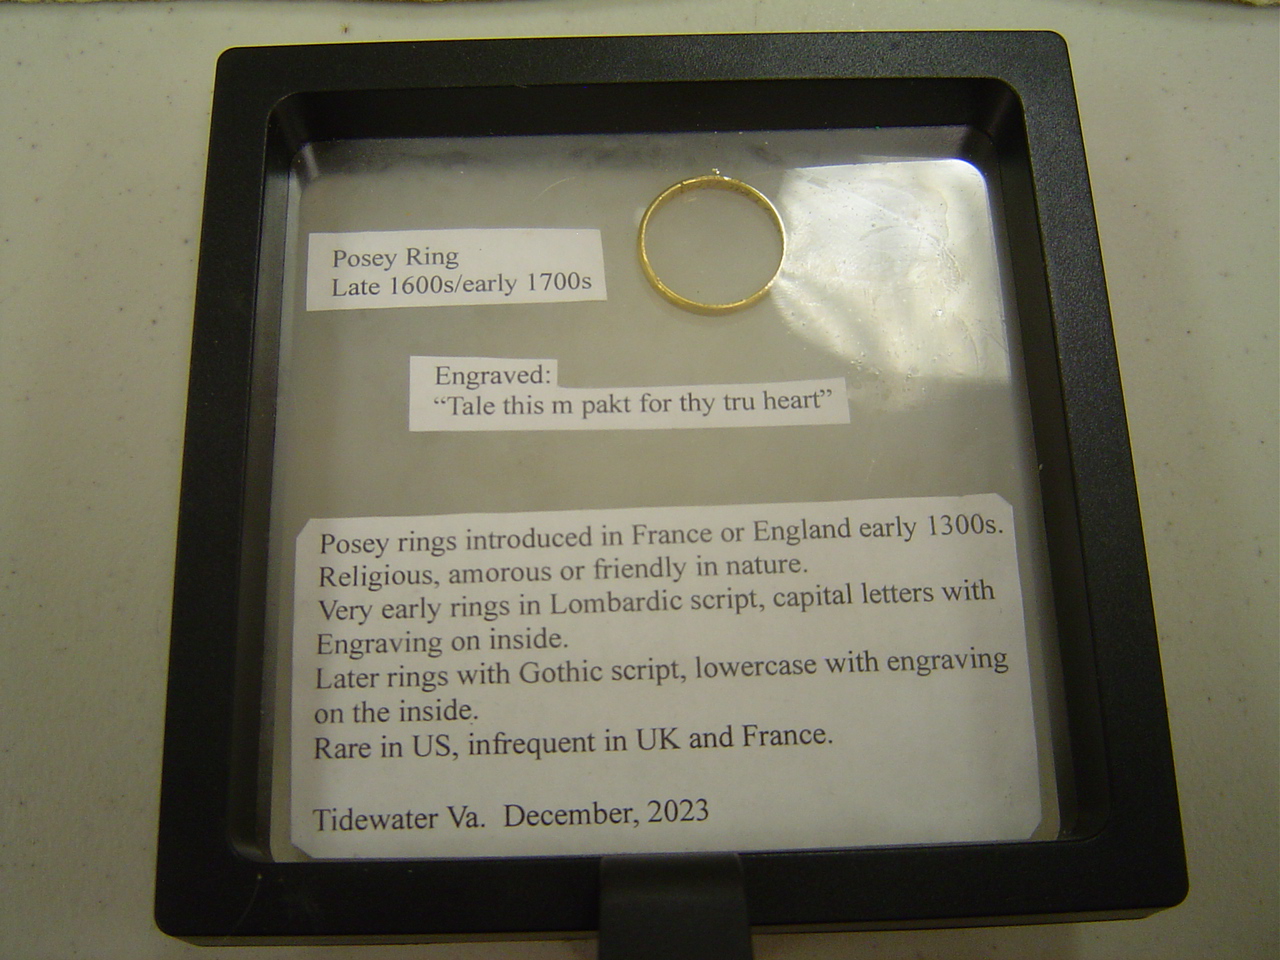 Posey Ring
Late 1600s/early 1700s
Engraved:
“Tale this m pakt for thy tru heart”
Posey rings introduced in France or England early 1300s.
Religious, amorous or friendly in nature.
Very early rings in Lombardic script, capital letters with
Engraving on inside.
Later rings with Gothic script, lowercase with engraving
on the inside.
Rare in US, infrequent in UK and France.
Tidewater Va. December, 2023